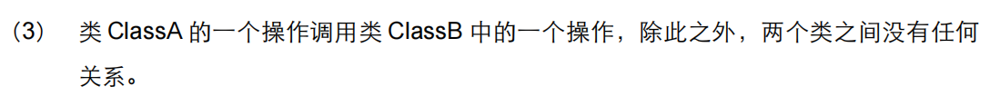 （3） 类 ClassA 的一个操作调用类 ClassB 中的一个操作，除此之外，两个类之间没有任何
关系。